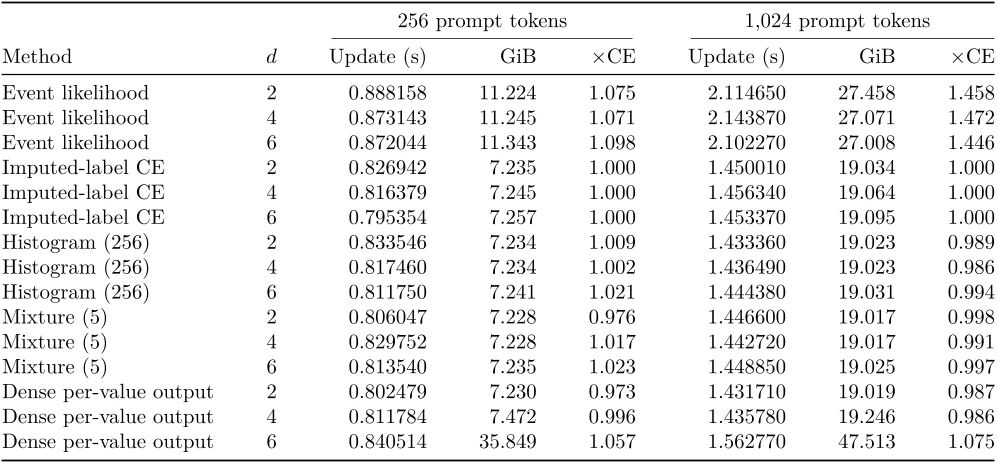 256 prompt tokens 1,024 prompt tokens
Method d Update (s) GiB ×CE Update (s) GiB ×CE
Event likelihood 2 0.888158 11.224 1.075 2.114650 27.458 1.458
Event likelihood 4 0.873143 11.245 1.071 2.143870 27.071 1.472
Event likelihood 6 0.872044 11.343 1.098 2.102270 27.008 1.446
Imputed-label CE 2 0.826942 7.235 1.000 1.450010 19.034 1.000
Imputed-label CE 4 0.816379 7.245 1.000 1.456340 19.064 1.000
Imputed-label CE 6 0.795354 7.257 1.000 1.453370 19.095 1.000
Histogram (256) 2 0.833546 7.234 1.009 1.433360 19.023 0.989
Histogram (256) 4 0.817460 7.234 1.002 1.436490 19.023 0.986
Histogram (256) 6 0.811750 7.241 1.021 1.444380 19.031 0.994
Mixture (5) 2 0.806047 7.228 0.976 1.446600 19.017 0.998
Mixture (5) 4 0.829752 7.228 1.017 1.442720 19.017 0.991
Mixture (5) 6 0.813540 7.235 1.023 1.448850 19.025 0.997
Dense per-value output 2 0.802479 7.230 0.973 1.431710 19.019 0.987
Dense per-value output 4 0.811784 7.472 0.996 1.435780 19.246 0.986
Dense per-value output 6 0.840514 35.849 1.057 1.562770 47.513 1.075